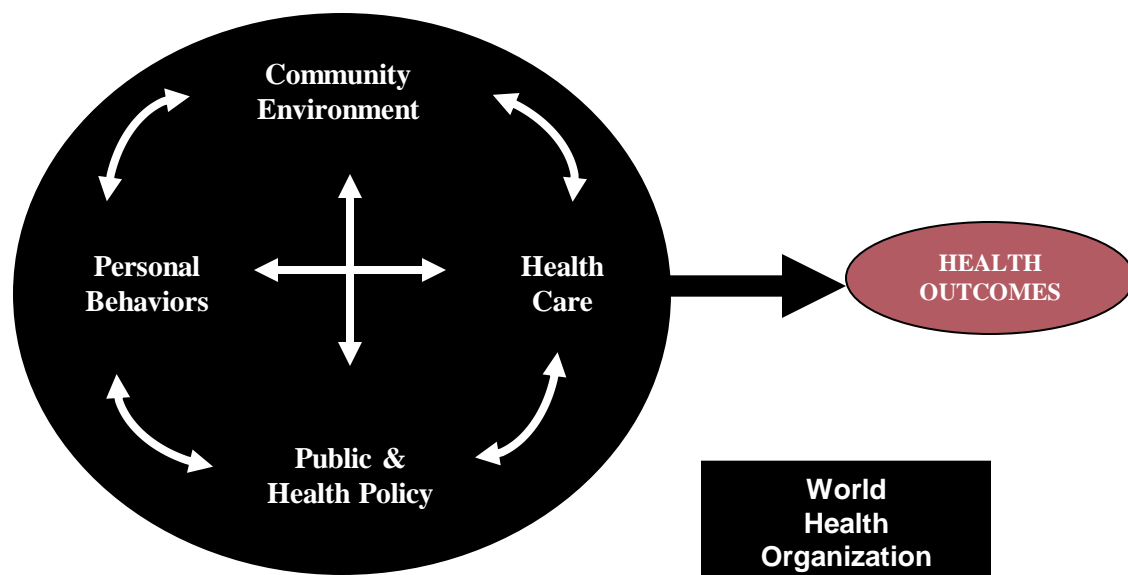 Community
Environment
Personal
Behaviors
Health
Care
HEALTH
OUTCOMES
Public &
Health Policy
World
Health
Organization